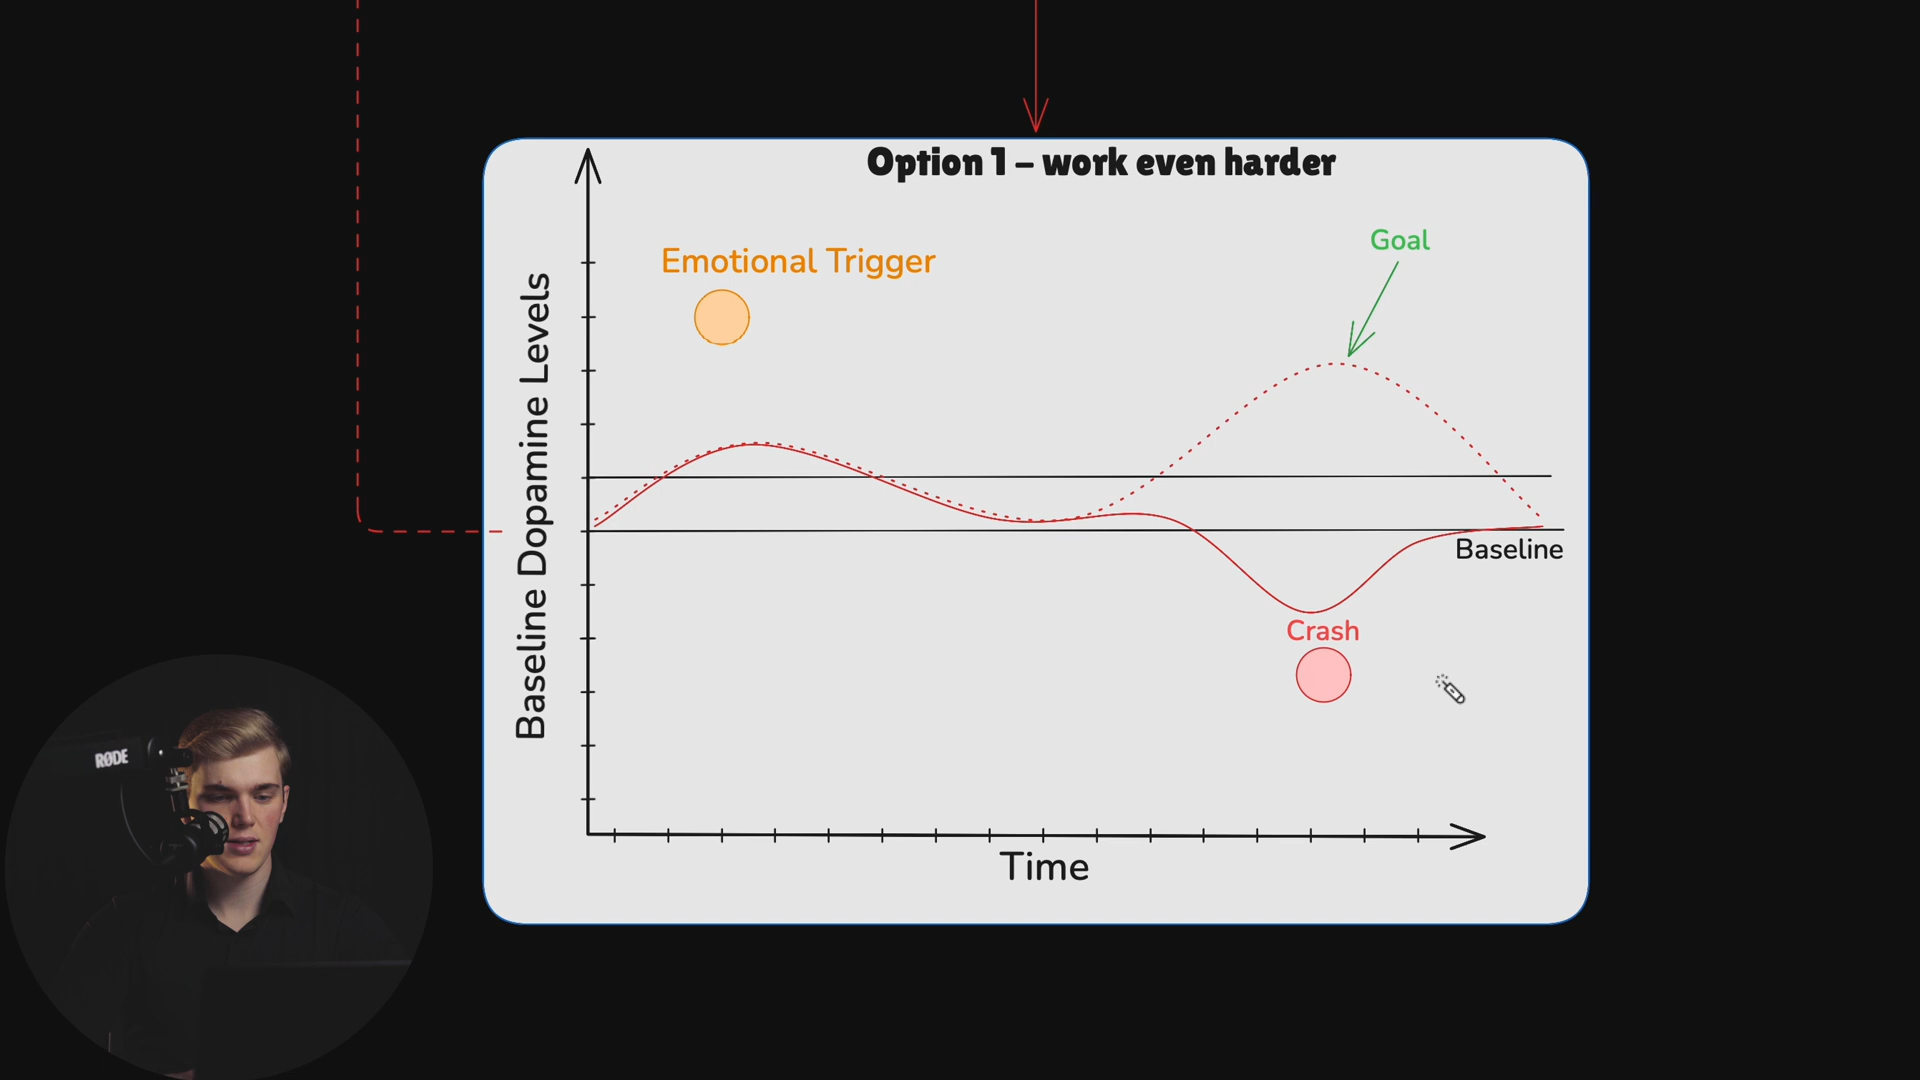 Option 1 – work even harder
Emotional Trigger
Goal
Baseline Dopamine Levels
Baseline
Crash
Time
RØDE